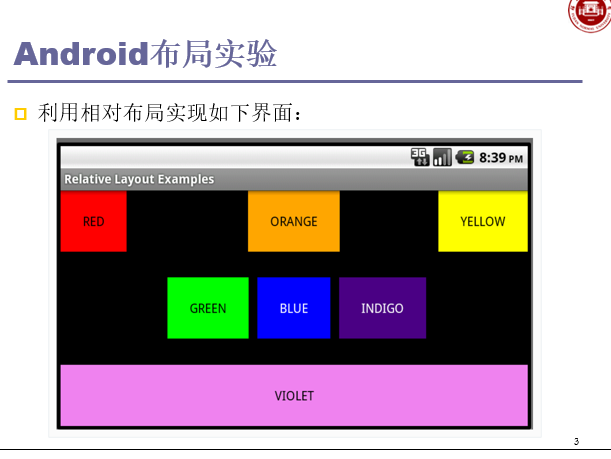 Android布局实验
利用相对布局实现如下界面：
3G 8:39 PM
Relative Layout Examples
RED ORANGE YELLOW
GREEN BLUE INDIGO
VIOLET
3